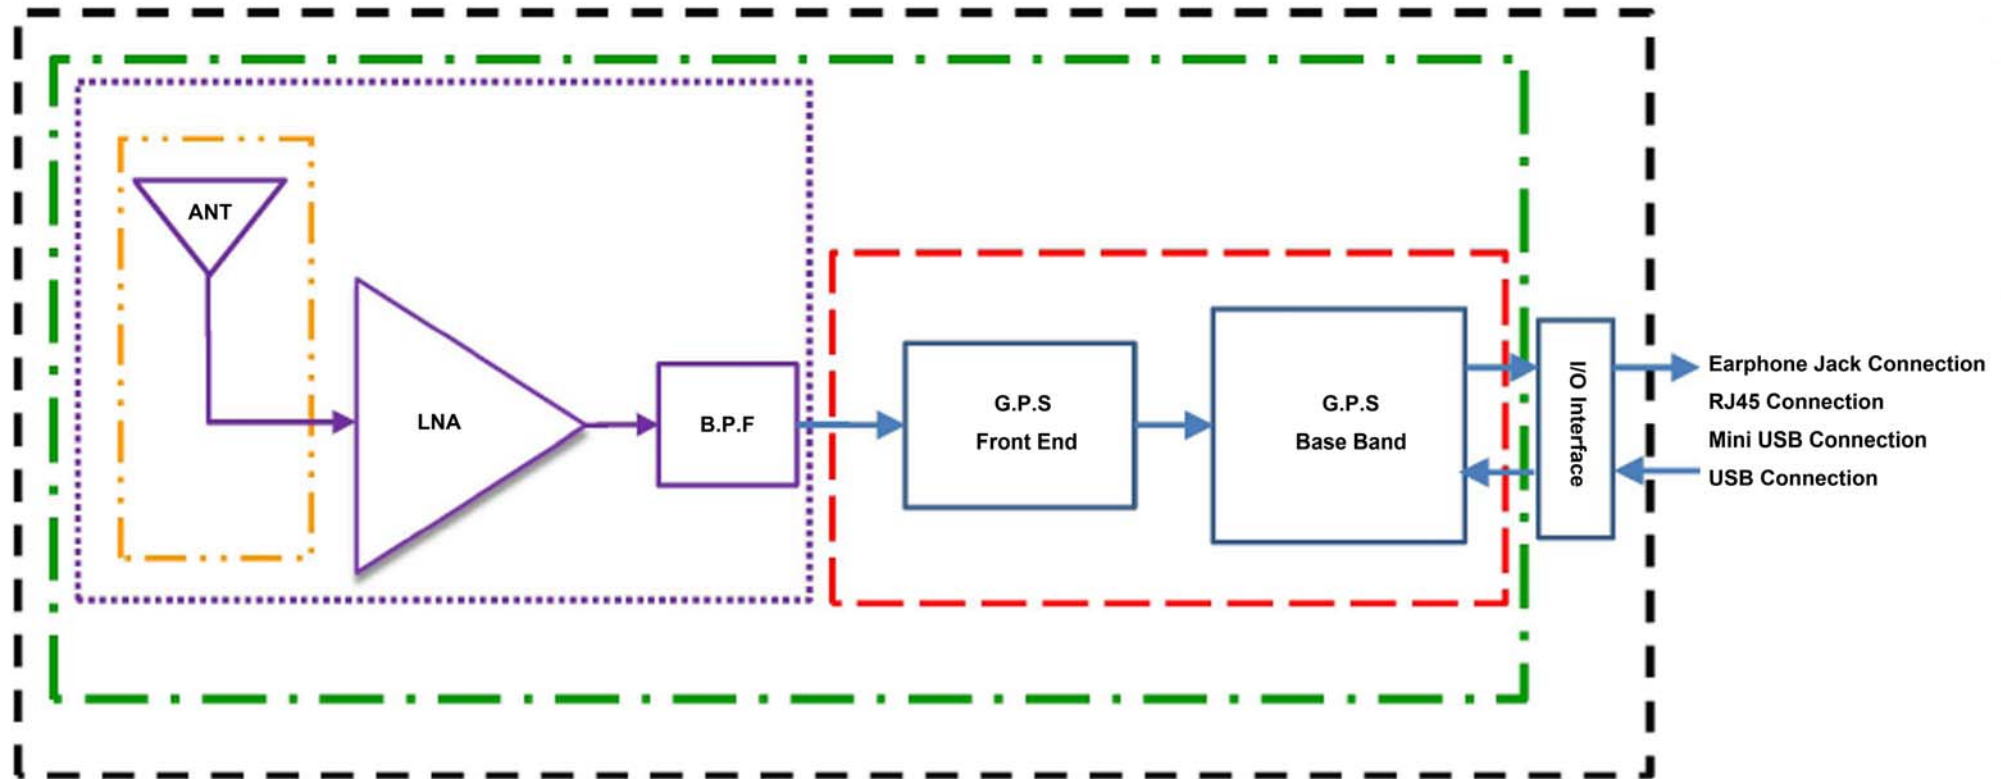 ANT
LNA
B.P.F
G.P.S
Front End
G.P.S
Base Band
I/O Interface
Earphone Jack Connection
RJ45 Connection
Mini USB Connection
USB Connection